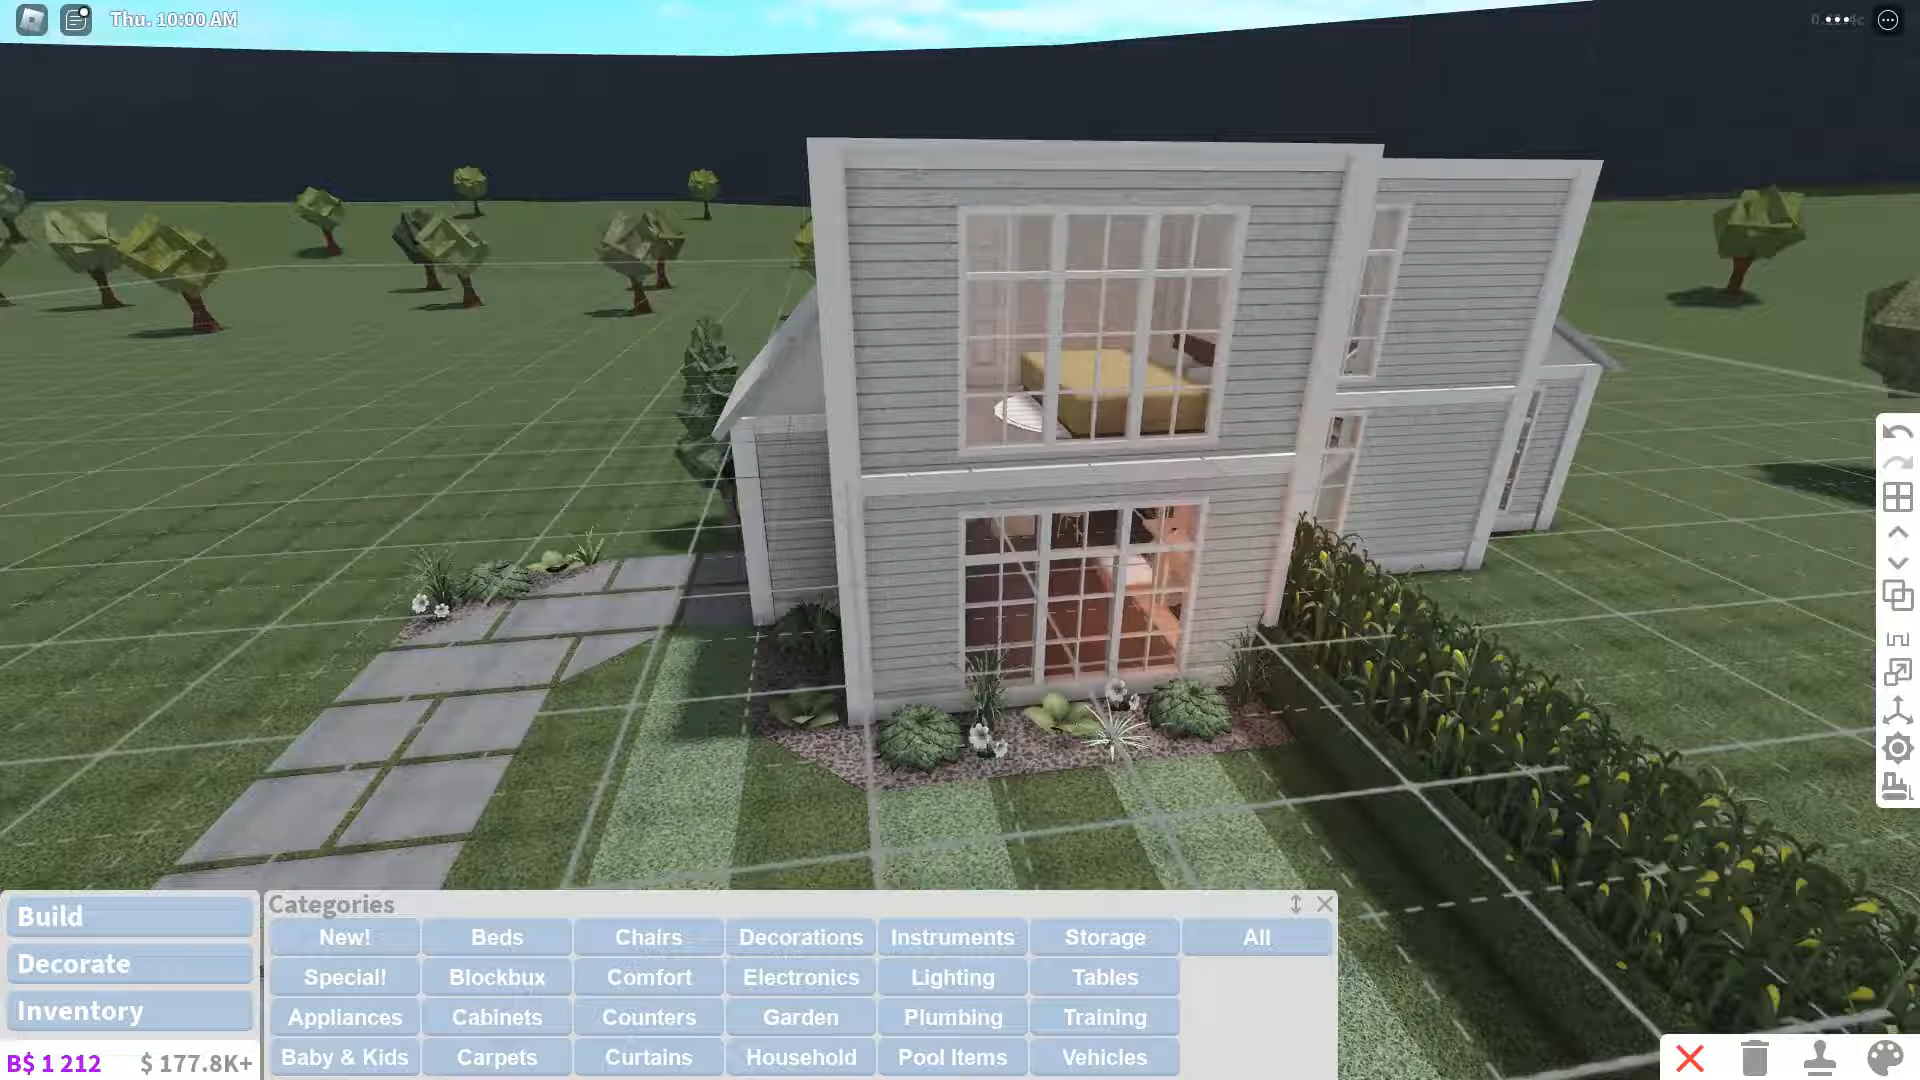 Thu. 10:00 AM
Build
Decorate
Inventory
B$ 1 212
$ 177.8K+
Categories
New! Beds Chairs Decorations Instruments Storage All
Special! Blockbux Comfort Electronics Lighting Tables
Appliances Cabinets Counters Garden Plumbing Training
Baby & Kids Carpets Curtains Household Pool Items Vehicles